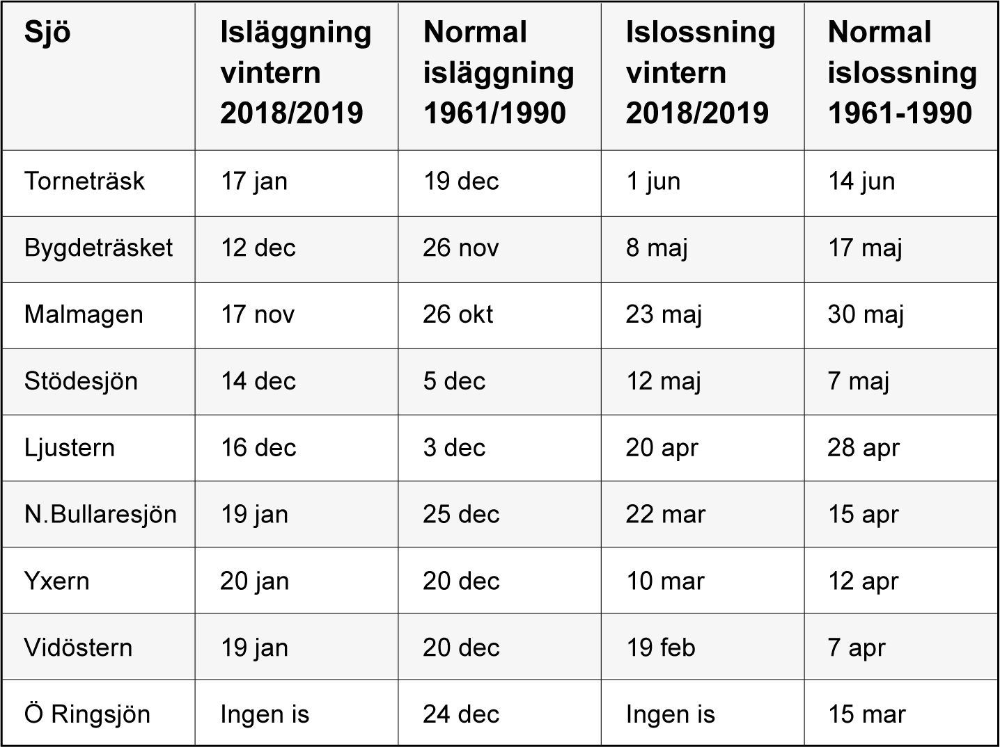 Sjö
Isläggning
vintern
2018/2019
Normal
isläggning
1961/1990
Islossning
vintern
2018/2019
Normal
islossning
1961-1990
Torneträsk 17 jan 19 dec 1 jun 14 jun
Bygdeträsket 12 dec 26 nov 8 maj 17 maj
Malmagen 17 nov 26 okt 23 maj 30 maj
Stödesjön 14 dec 5 dec 12 maj 7 maj
Ljustern 16 dec 3 dec 20 apr 28 apr
N.Bullaresjön 19 jan 25 dec 22 mar 15 apr
Yxern 20 jan 20 dec 10 mar 12 apr
Vidöstern 19 jan 20 dec 19 feb 7 apr
Ö Ringsjön Ingen is 24 dec Ingen is 15 mar